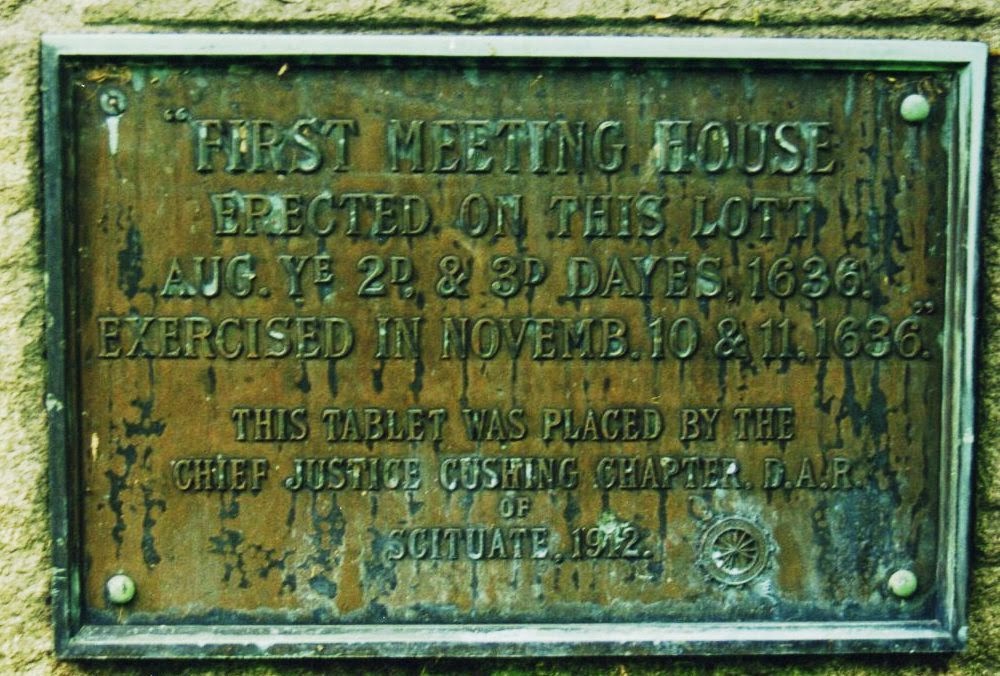 "FIRST MEETING HOUSE
ERECTED ON THIS LOTT
AUG. YE 2D. & 3D DAYES, 1636.
EXERCISED IN NOVEMB. 10 & 11. 1636."
THIS TABLET WAS PLACED BY THE
CHIEF JUSTICE CUSHING CHAPTER. D.A.R.
OF
SCITUATE, 1912.